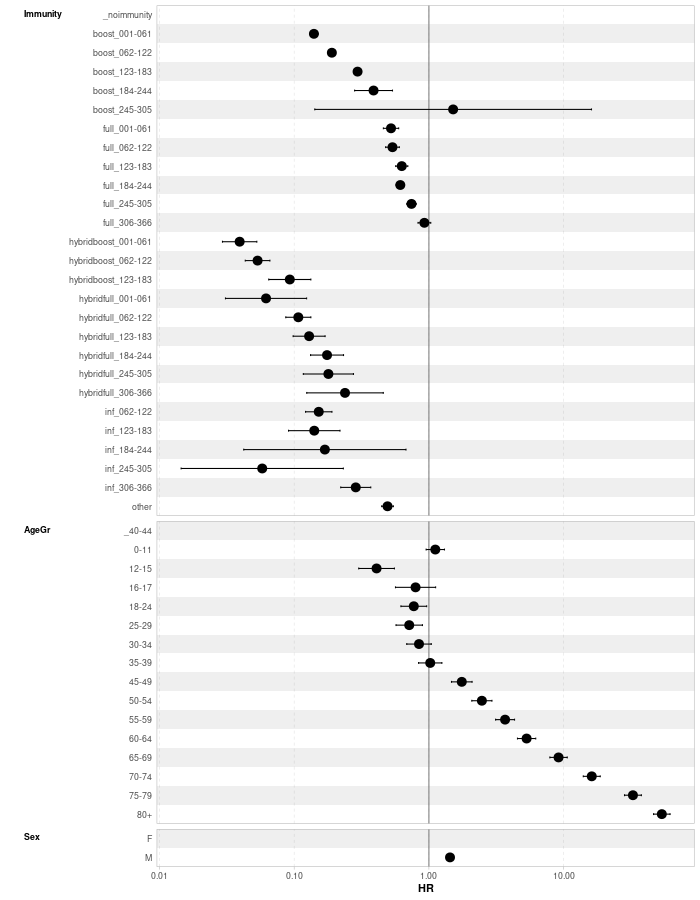 Immunity _noimmunity
boost_001-061
boost_062-122
boost_123-183
boost_184-244
boost_245-305
full_001-061
full_062-122
full_123-183
full_184-244
full_245-305
full_306-366
hybridboost_001-061
hybridboost_062-122
hybridboost_123-183
hybridfull_001-061
hybridfull_062-122
hybridfull_123-183
hybridfull_184-244
hybridfull_245-305
hybridfull_306-366
inf_062-122
inf_123-183
inf_184-244
inf_245-305
inf_306-366
other
AgeGr _40-44
0-11
12-15
16-17
18-24
25-29
30-34
35-39
45-49
50-54
55-59
60-64
65-69
70-74
75-79
80+
Sex F
M
0.01 0.10 1.00 10.00
HR